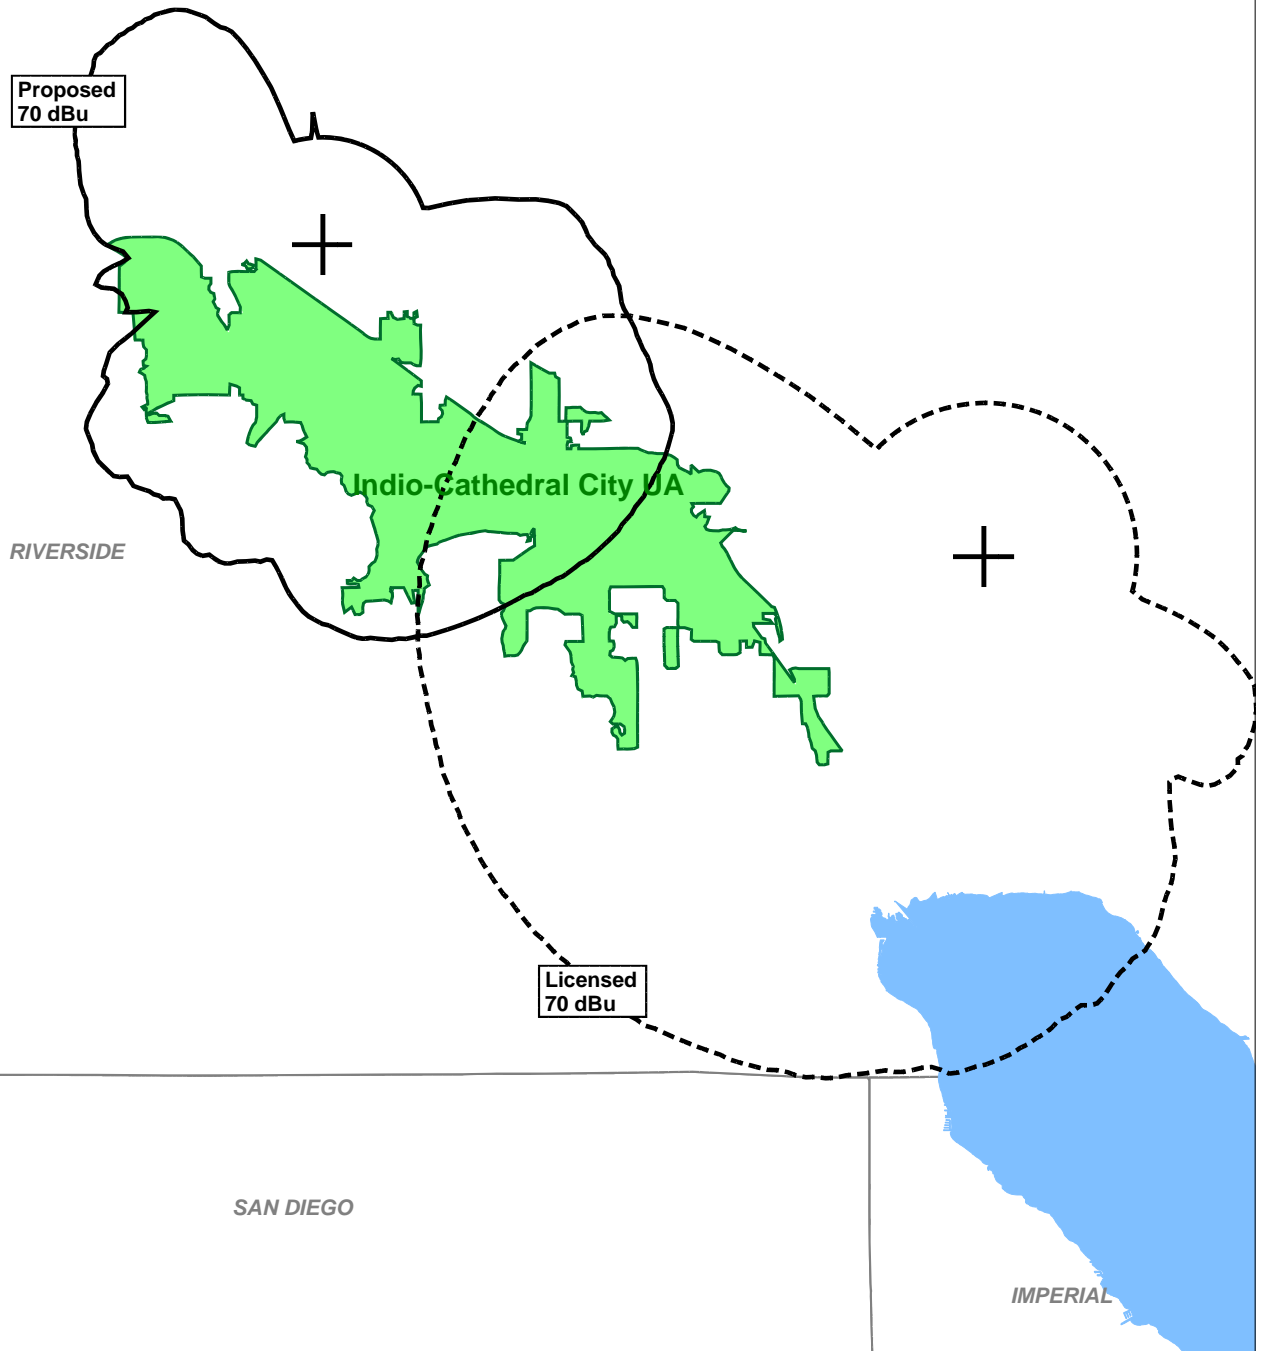 Proposed
70 dBu
Indio-Cathedral City UA
RIVERSIDE
Licensed
70 dBu
SAN DIEGO
IMPERIAL